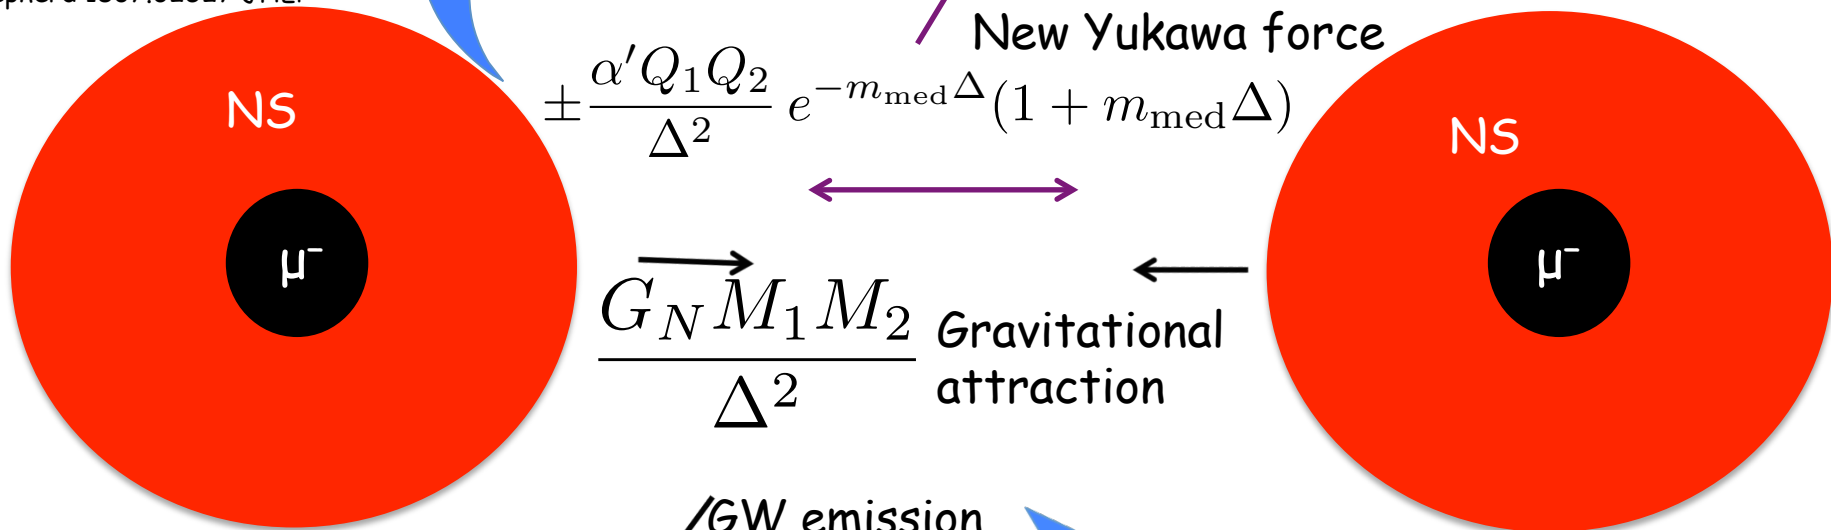 New Yukawa force
NS
± α′Q₁Q₂ / Δ² e^{−m_med Δ}(1 + m_med Δ)
NS
μ⁻
μ⁻
G_N M₁ M₂ / Δ²
Gravitational
attraction
/GW emission